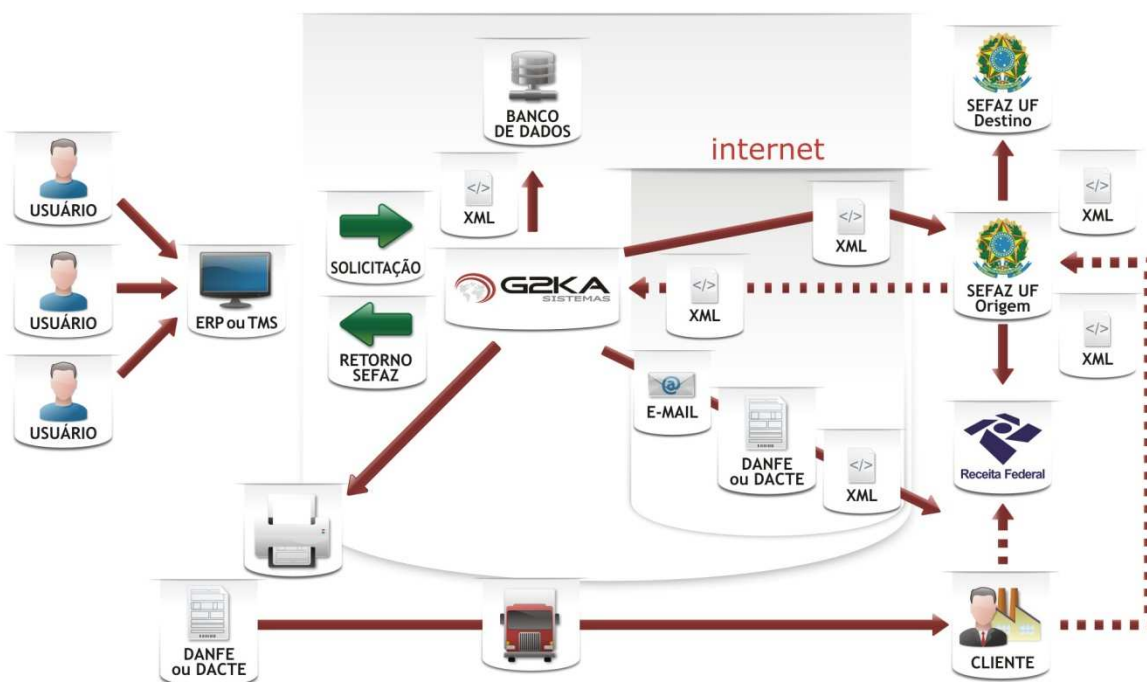 BANCO
DE DADOS
SEFAZ UF
Destino
internet
USUÁRIO
</>
XML
</>
XML
</>
XML
SOLICITAÇÃO
G2KA
SISTEMAS
</>
XML
SEFAZ UF
Origem
USUÁRIO
ERP ou TMS
RETORNO
SEFAZ
</>
XML
USUÁRIO
@
E-MAIL
DANFE
ou DACTE
</>
XML
Receita Federal
DANFE
ou DACTE
CLIENTE